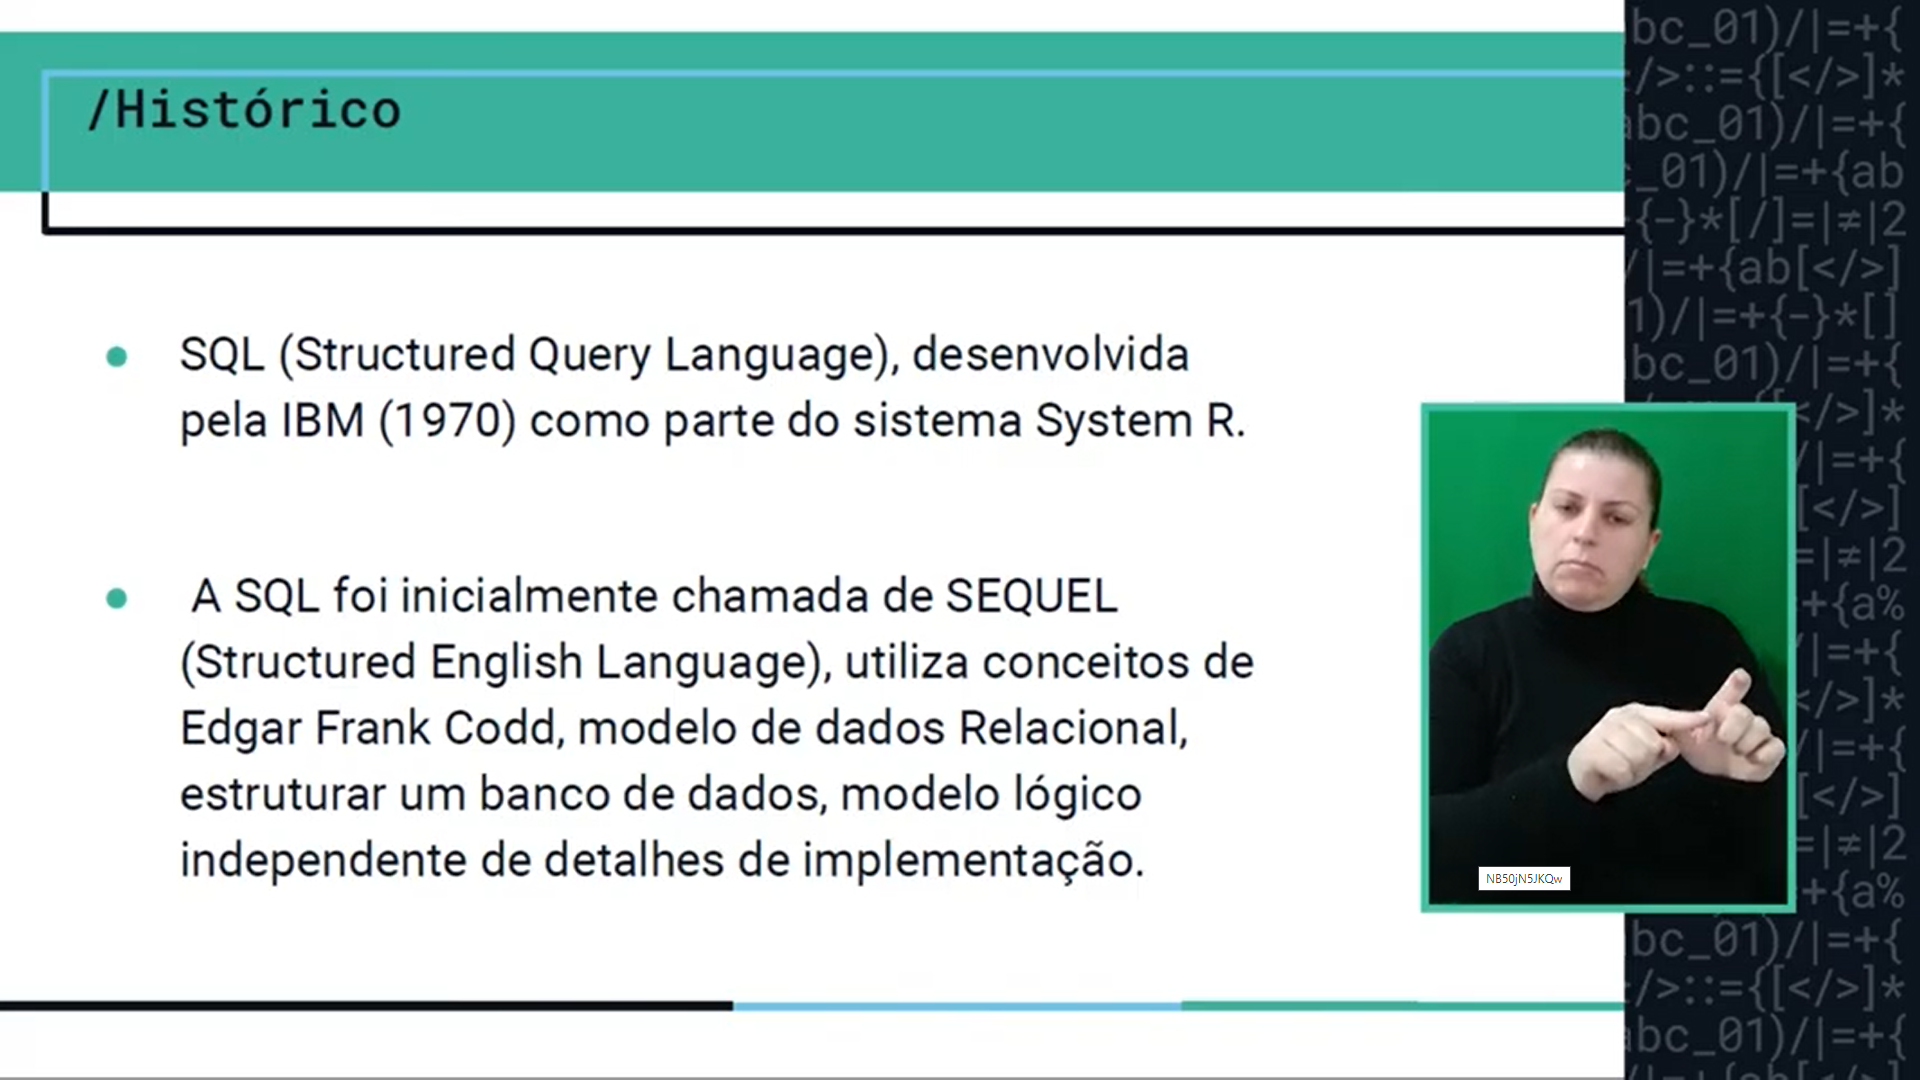 /Histórico
SQL (Structured Query Language), desenvolvida
pela IBM (1970) como parte do sistema System R.
A SQL foi inicialmente chamada de SEQUEL
(Structured English Language), utiliza conceitos de
Edgar Frank Codd, modelo de dados Relacional,
estruturar um banco de dados, modelo lógico
independente de detalhes de implementação.
NB50jN5JKQw
bc_01)/|=+{
/>::={[</>]*
abc_01)/|=+{
_01)/|=+{ab
{-}*[/]=|≠|2
/|=+{ab[</>]
1)/|=+{-}*[]
bc_01)/|=+{
</>]*
/|=+{
[</>]
=|≠|2
+{a%
/|=+{
</>]*
/|=+{
[</>]
=|≠|2
+{a%
bc_01)/|=+{
/>::={[</>]*
abc_01)/|=+{